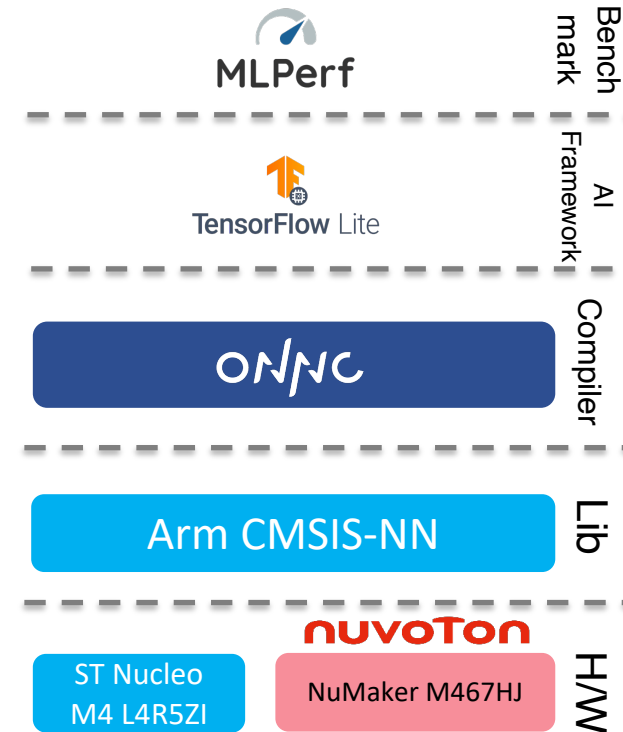 MLPerf
Bench
mark
TensorFlow Lite
AI
Framework
ONNC
Compiler
Arm CMSIS-NN
Lib
nuvoTon
ST Nucleo
M4 L4R5ZI
NuMaker M467HJ
H/W